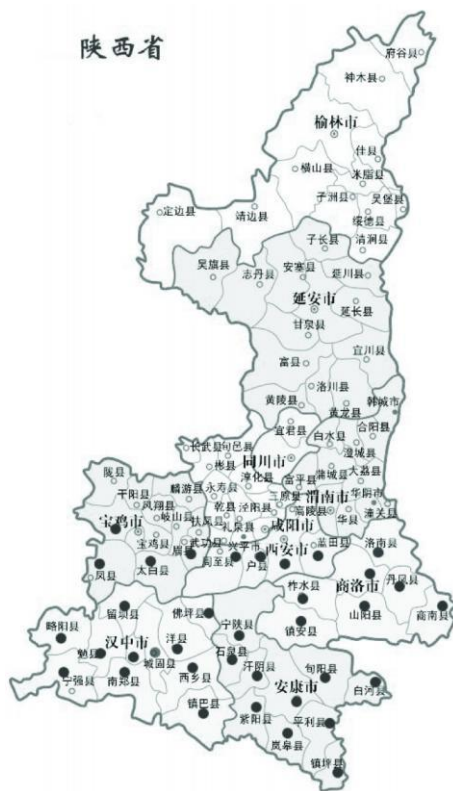 陕西省
府谷县
神木县
榆林市
佳县
横山县
米脂县
子洲县
吴堡县
定边县
靖边县
绥德县
清涧县
子长县
吴旗县
志丹县
安塞县
延川县
延安市
延长县
甘泉县
宜川县
富县
洛川县
黄陵县
黄龙县
韩城市
宜君县
白水县
合阳县
长武县
旬邑县
澄城县
彬县
同川市
陇县
淳化县
蒲城县
大荔县
麟游县
永寿县
富平县
千阳县
凤翔县
三原县
渭南市
华阴市
宝鸡市
岐山县
扶风县
乾县
泾阳县
高陵县
华县
潼关县
礼泉县
咸阳市
宝鸡县
武功县
兴平市
西安市
蓝田县
洛南县
凤县
太白县
眉县
周至县
户县
商洛市
丹凤县
柞水县
留坝县
佛坪县
山阳县
商南县
略阳县
宁陕县
镇安县
汉中市
洋县
勉县
城固县
石泉县
汗阴县
旬阳县
宁强县
南郑县
西乡县
安康市
白河县
镇巴县
紫阳县
平利县
岚皋县
镇坪县